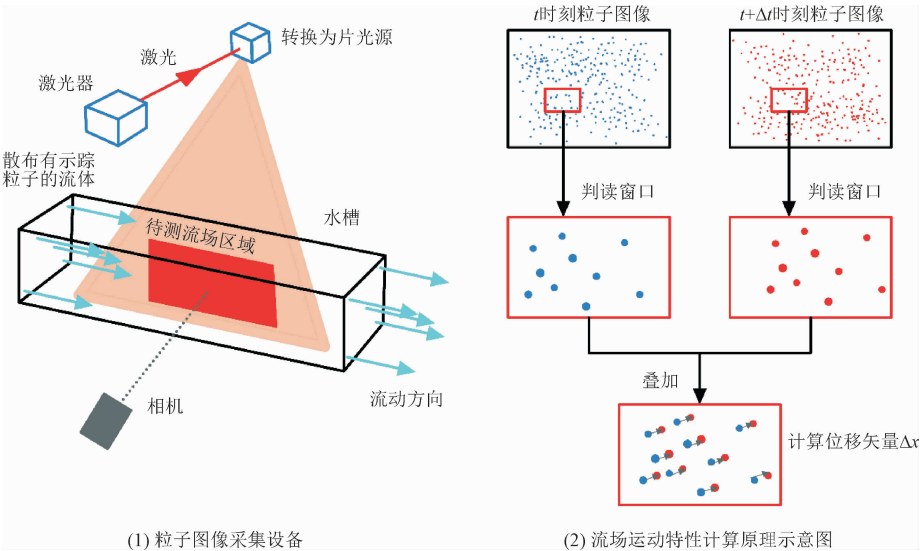 激光器
激光
转换为片光源
散布有示踪
粒子的流体
水槽
待测流场区域
相机
流动方向
(1) 粒子图像采集设备
t时刻粒子图像
t+Δt时刻粒子图像
判读窗口
判读窗口
叠加
计算位移矢量Δx
(2) 流场运动特性计算原理示意图